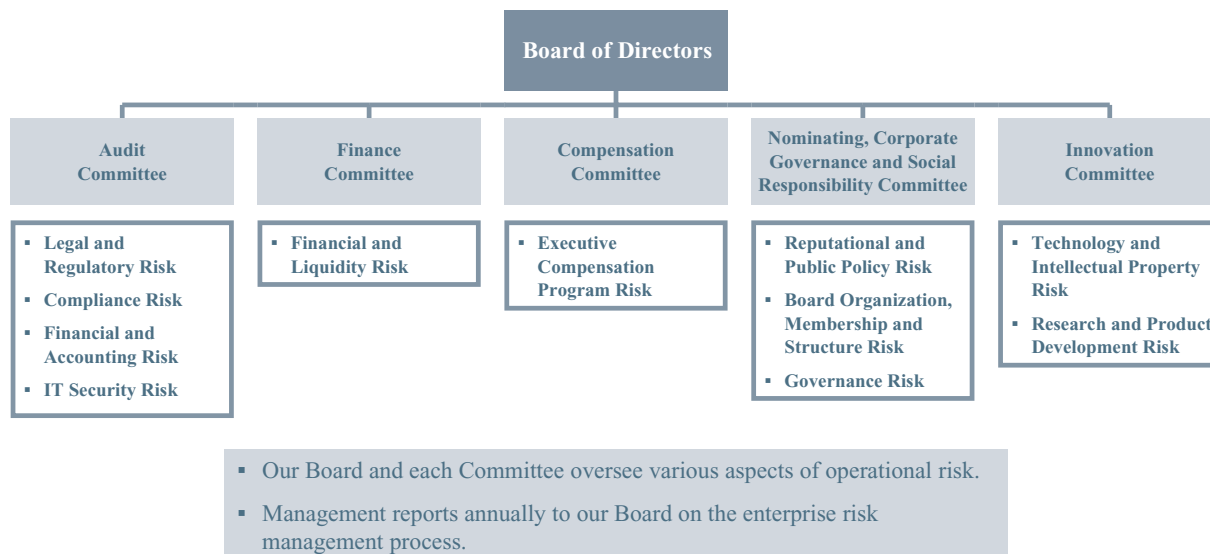 Board of Directors
Audit
Committee
Finance
Committee
Compensation
Committee
Nominating, Corporate
Governance and Social
Responsibility Committee
Innovation
Committee
▪ Legal and
Regulatory Risk
▪ Compliance Risk
▪ Financial and
Accounting Risk
▪ IT Security Risk
▪ Financial and
Liquidity Risk
▪ Executive
Compensation
Program Risk
▪ Reputational and
Public Policy Risk
▪ Board Organization,
Membership and
Structure Risk
▪ Governance Risk
▪ Technology and
Intellectual Property
Risk
▪ Research and Product
Development Risk
▪ Our Board and each Committee oversee various aspects of operational risk.
▪ Management reports annually to our Board on the enterprise risk
management process.